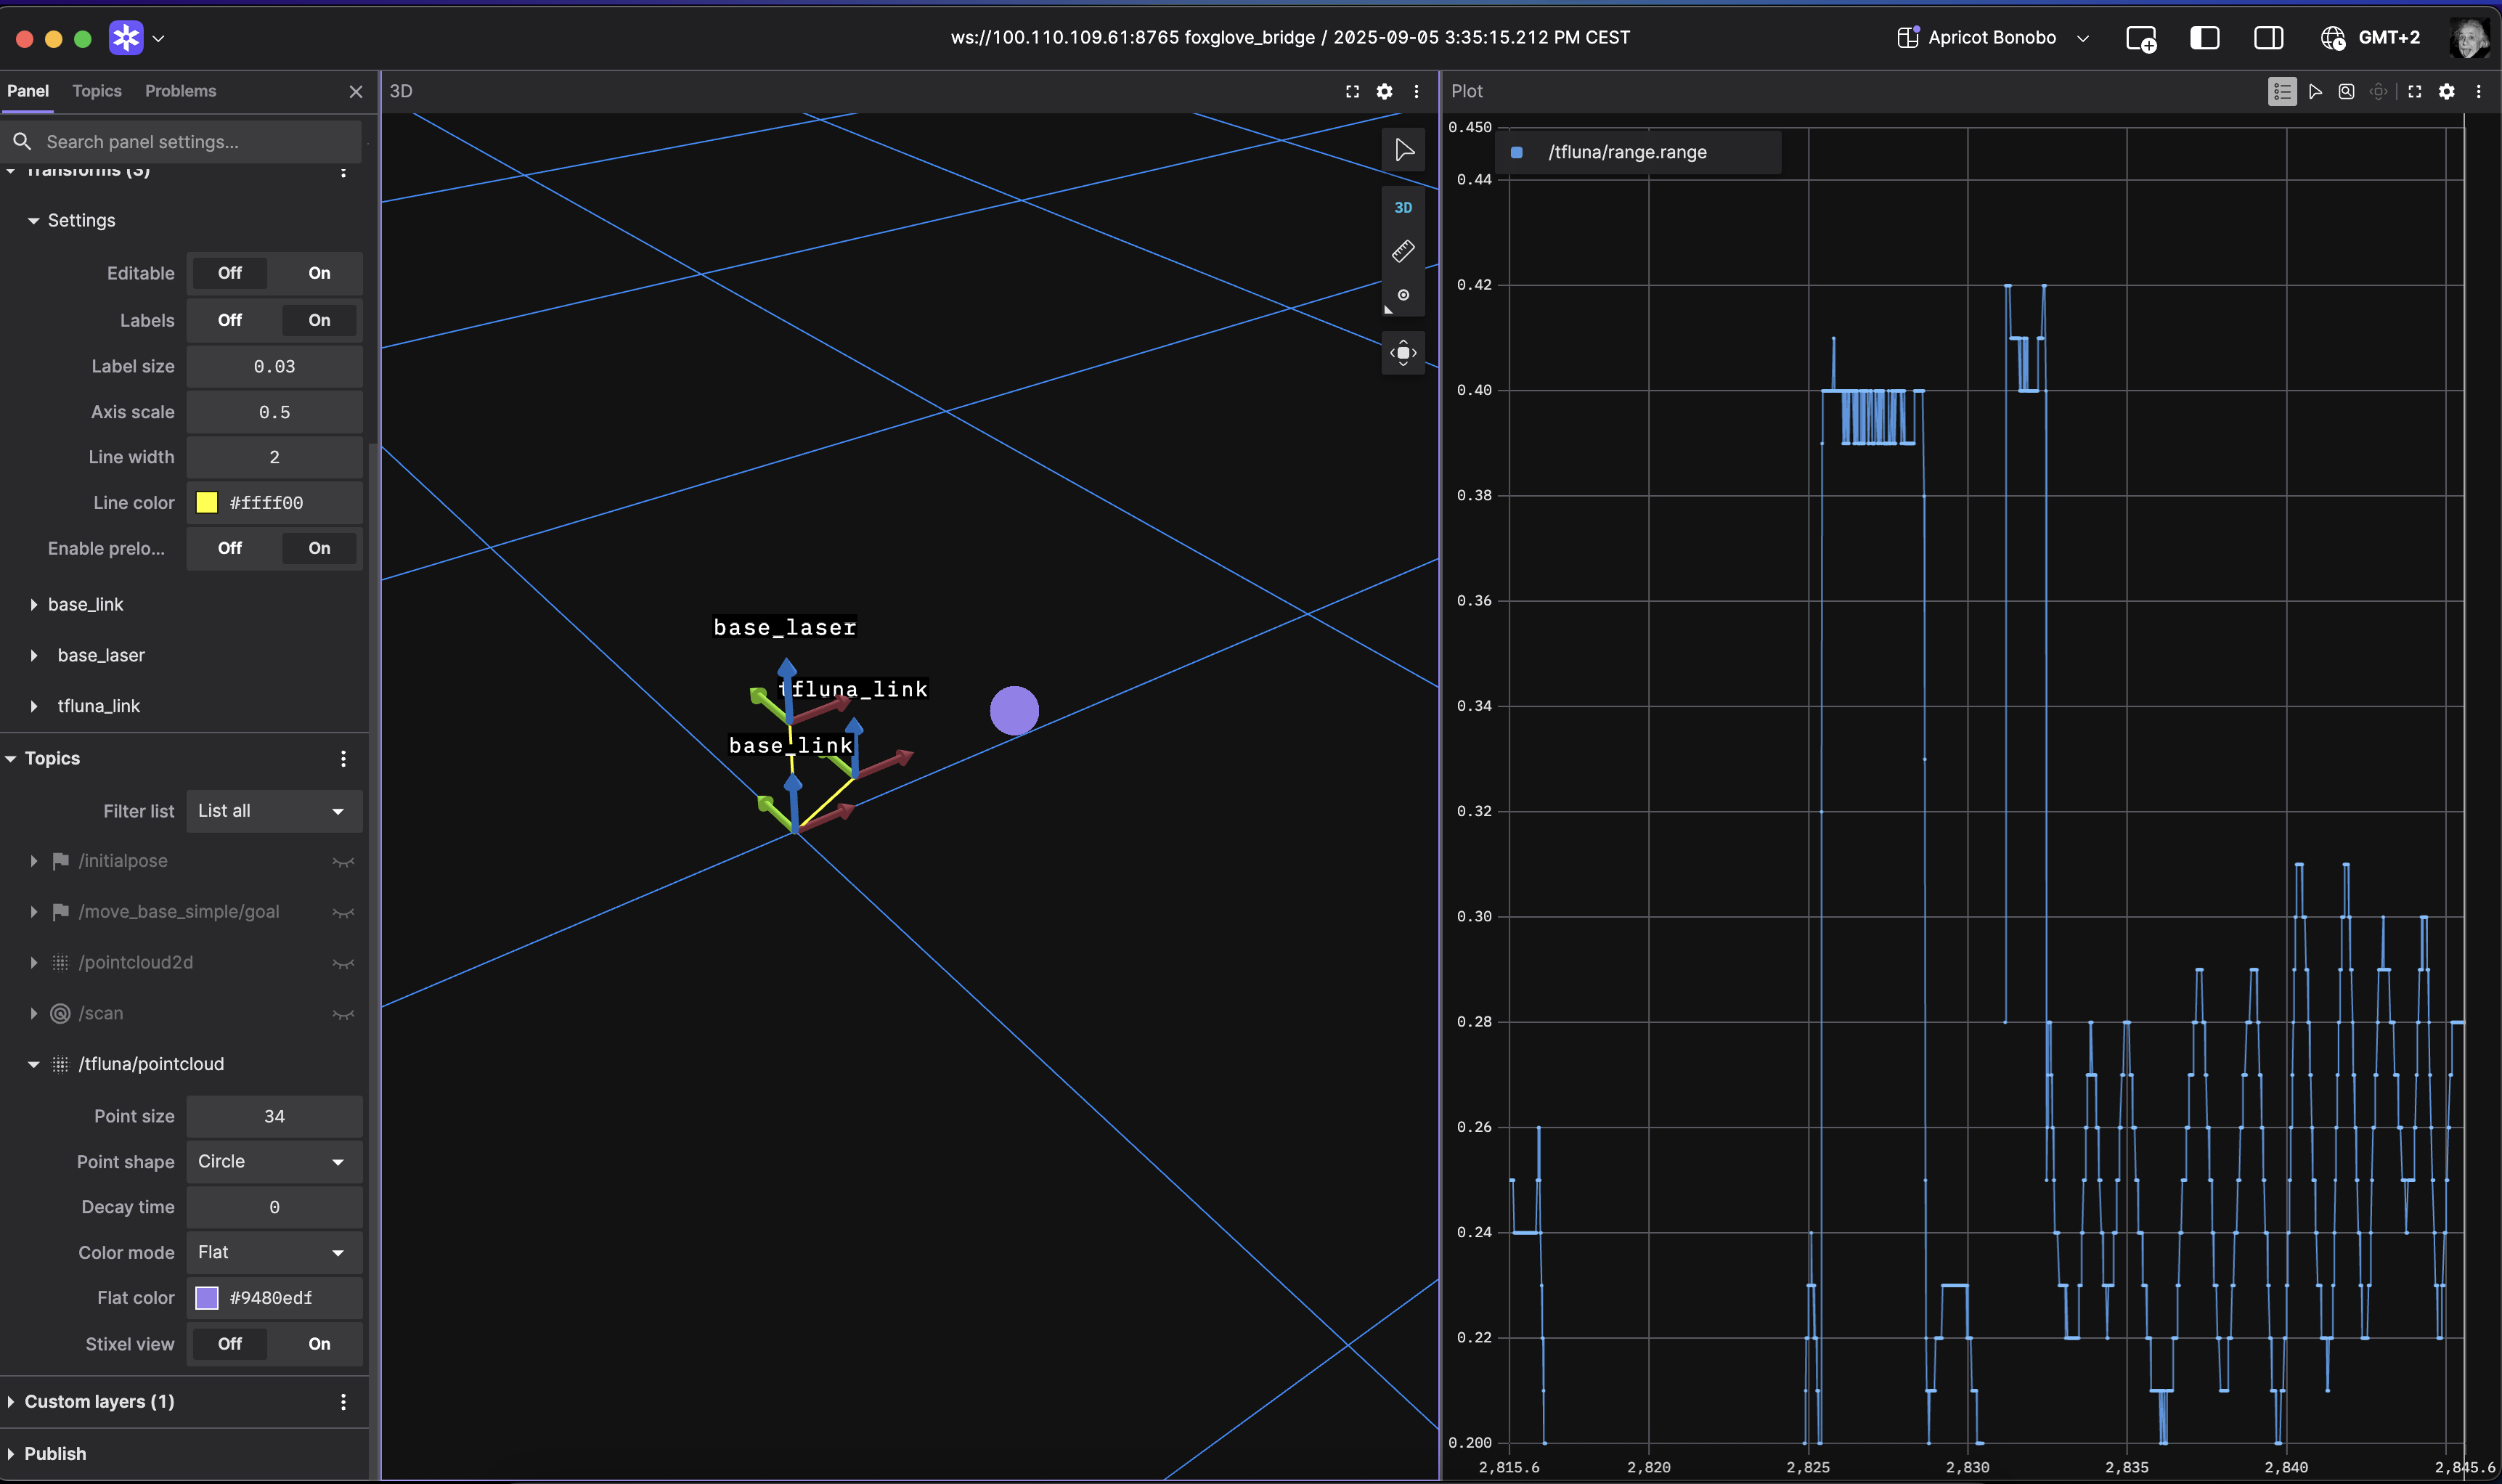 ws://100.110.109.61:8765 foxglove_bridge / 2025-09-05 3:35:15.212 PM CEST
Apricot Bonobo
GMT+2
Panel
Topics
Problems
Search panel settings...
Transforms (3)
Settings
Editable Off On
Labels Off On
Label size 0.03
Axis scale 0.5
Line width 2
Line color #ffff00
Enable prelo... Off On
base_link
base_laser
tfluna_link
Topics
Filter list List all
/initialpose
/move_base_simple/goal
/pointcloud2d
/scan
/tfluna/pointcloud
Point size 34
Point shape Circle
Decay time 0
Color mode Flat
Flat color #9480edf
Stixel view Off On
Custom layers (1)
Publish
3D
3D
base_laser
tfluna_link
base_link
Plot
/tfluna/range.range
0.450
0.44
0.42
0.40
0.38
0.36
0.34
0.32
0.30
0.28
0.26
0.24
0.22
0.200
2,815.6
2,820
2,825
2,830
2,835
2,840
2,845.6